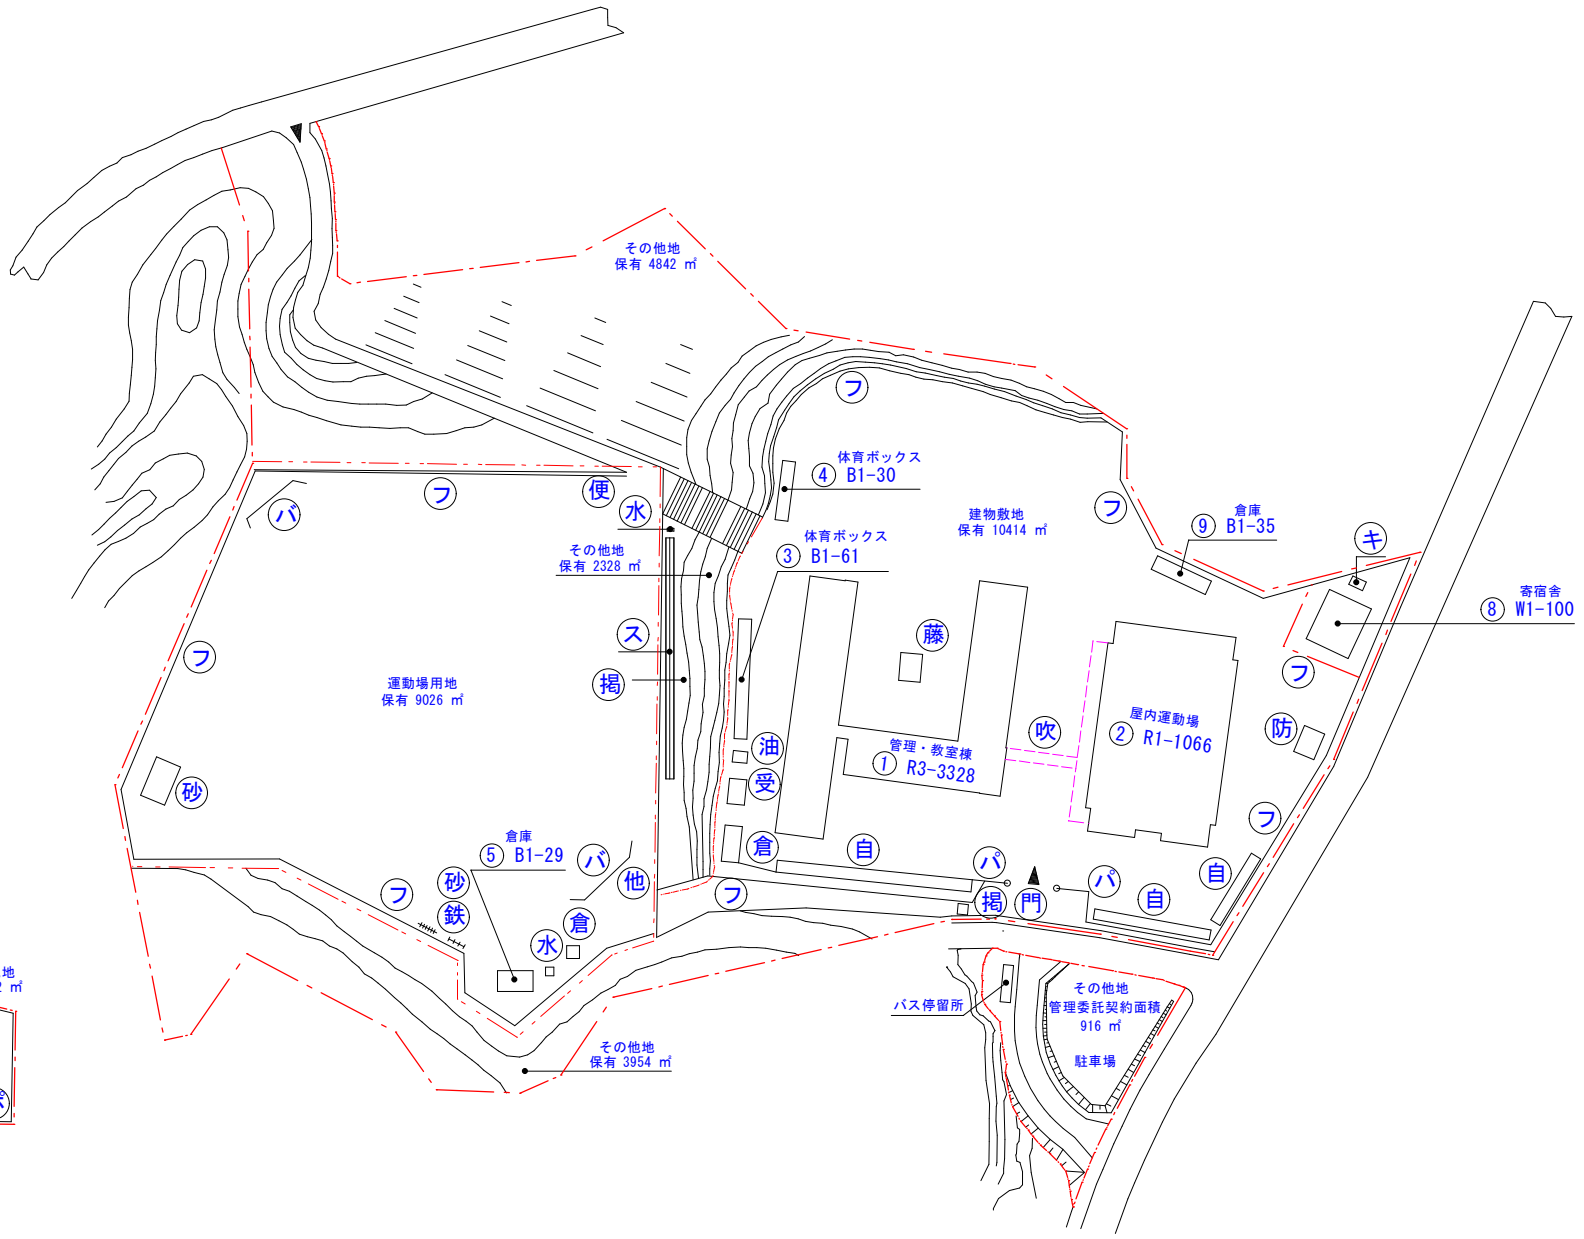 その他地
保有 4842 ㎡
フ
体育ボックス
④ B1-30
バ
フ
便
水
フ
倉庫
⑨ B1-35
建物敷地
保有 10414 ㎡
キ
体育ボックス
③ B1-61
その他地
保有 2328 ㎡
寄宿舎
⑧ W1-100
ス
藤
フ
掲
フ
運動場用地
保有 9026 ㎡
屋内運動場
② R1-1066
吹
防
油
管理・教室棟
① R3-3328
受
砂
フ
倉庫
⑤ B1-29
バ
倉
自
パ
パ
自
砂
他
フ
フ
掲
門
自
鉄
倉
水
地
㎡
その他地
管理委託契約面積
916 ㎡
バス停留所
駐車場
その他地
保有 3954 ㎡